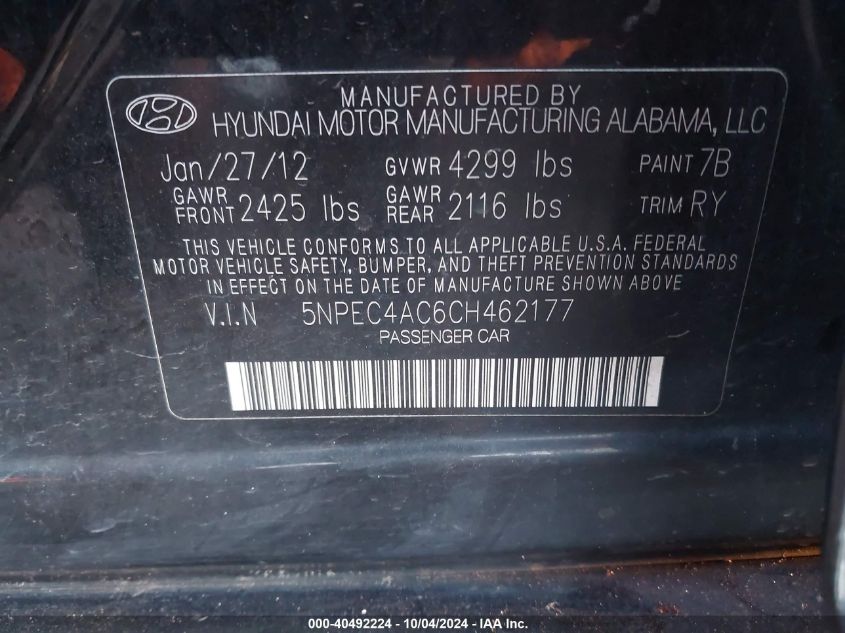 MANUFACTURED BY
HYUNDAI MOTOR MANUFACTURING ALABAMA, LLC
Jan/27/12 GVWR 4299 lbs PAINT 7B
GAWR FRONT 2425 lbs GAWR REAR 2116 lbs TRIM RY
THIS VEHICLE CONFORMS TO ALL APPLICABLE U.S.A. FEDERAL
MOTOR VEHICLE SAFETY, BUMPER, AND THEFT PREVENTION STANDARDS
IN EFFECT ON THE DATE OF MANUFACTURE SHOWN ABOVE
V.I.N 5NPEC4AC6CH462177
PASSENGER CAR
000-40492224 - 10/04/2024 - IAA Inc.